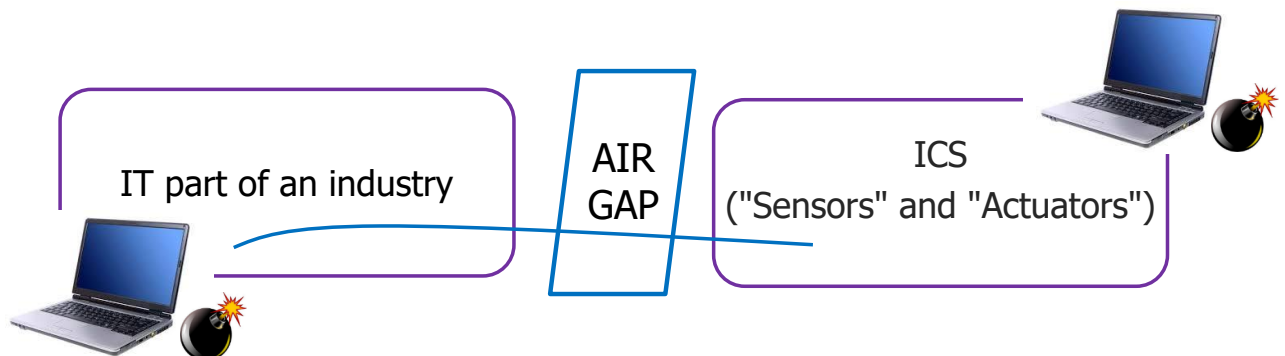 IT part of an industry
AIR
GAP
ICS
("Sensors" and "Actuators")